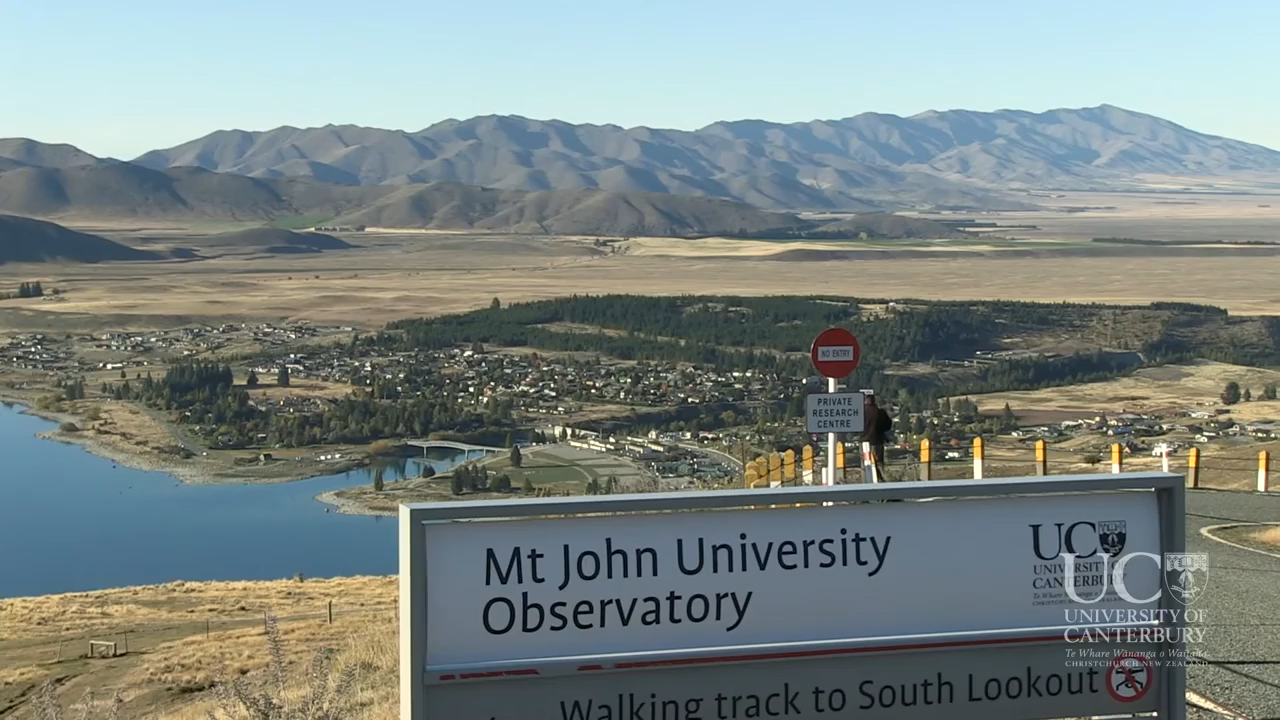 NO ENTRY
PRIVATE
RESEARCH
CENTRE
Mt John University
Observatory
UC
UNIVERSITY OF
CANTERBURY
Te Whare Wānanga o Waitaha
CHRISTCHURCH NEW ZEALAND
UC
UNIVERSITY
CANTERBURY
Walking track to South Lookout